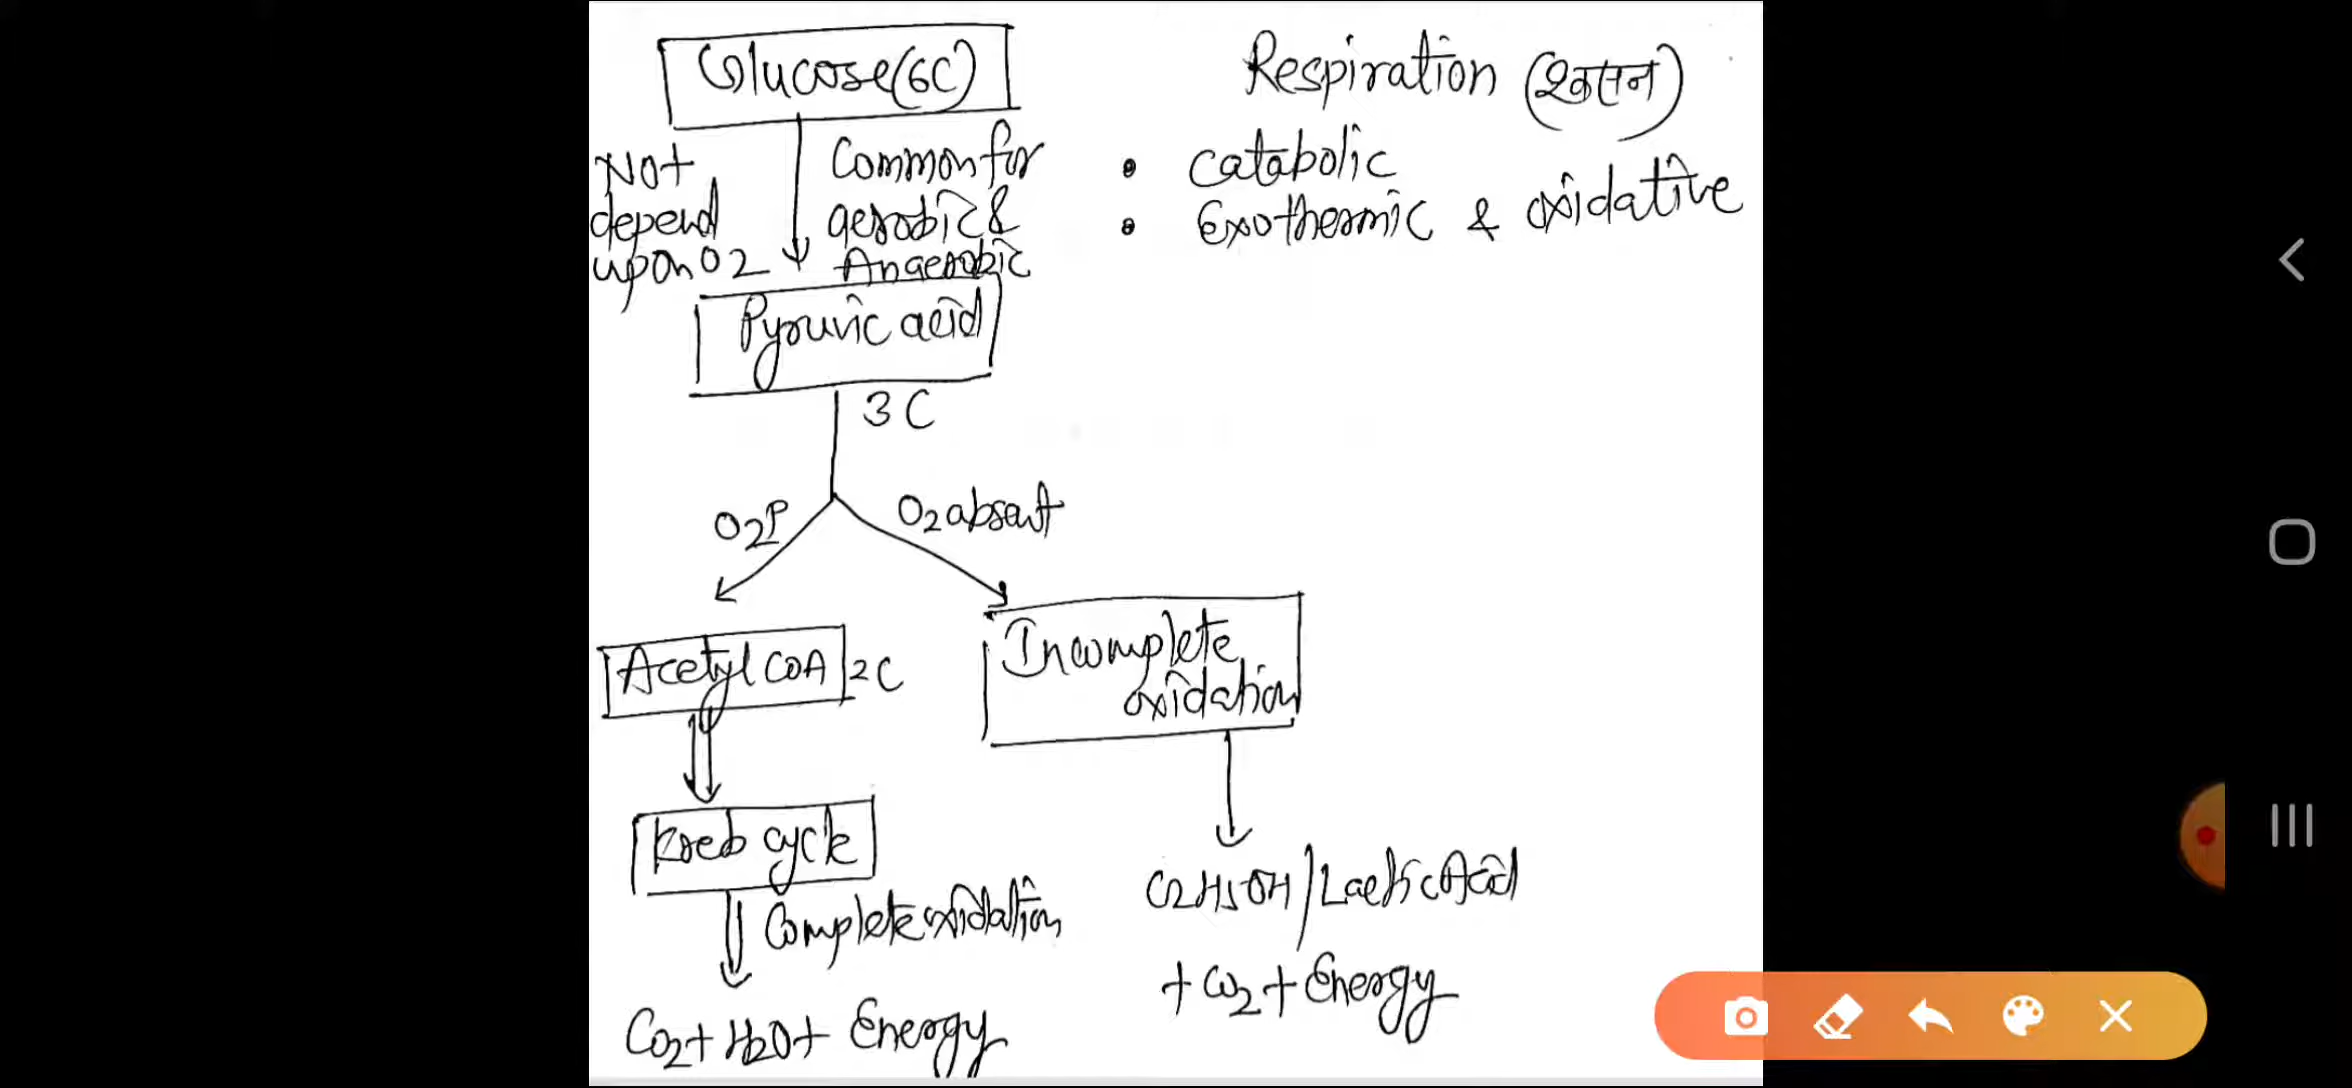 Glucose(6C)
Respiration (श्वसन)
Not
depend
upon O2
Common for
aerobic &
Anaerobic
• Catabolic
• Exothermic & oxidative
Pyruvic acid
3C
O2P
O2 absent
Acetyl COA 2C
Incomplete
oxidation
Kreb cycle
Complete oxidation
CO2 + H2O + Energy
C2H5OH/Lactic Acid
+ CO2 + Energy